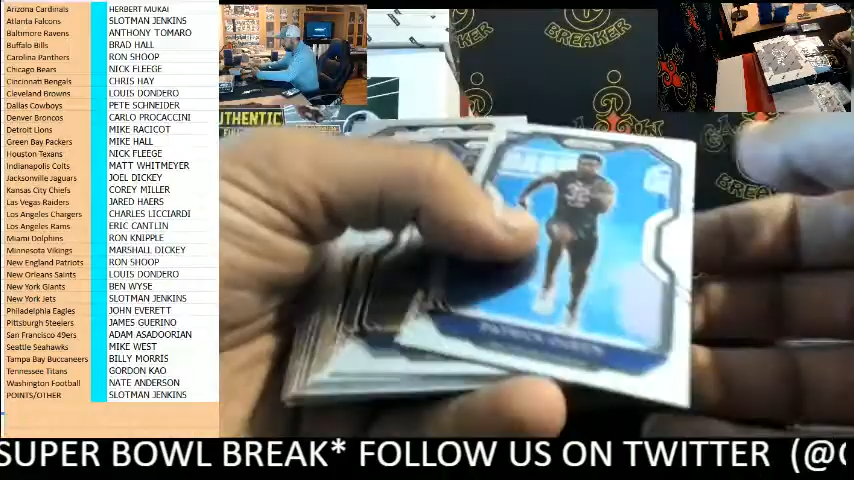 Arizona Cardinals HERBERT MUKAI
Atlanta Falcons SLOTMAN JENKINS
Baltimore Ravens ANTHONY TOMARO
Buffalo Bills BRAD HALL
Carolina Panthers RON SHOOP
Chicago Bears NICK FLEEGE
Cincinnati Bengals CHRIS HAY
Cleveland Browns LOUIS DONDERO
Dallas Cowboys PETE SCHNEIDER
Denver Broncos CARLO PROCACCINI
Detroit Lions MIKE RACICOT
Green Bay Packers MIKE HALL
Houston Texans NICK FLEEGE
Indianapolis Colts MATT WHITMEYER
Jacksonville Jaguars JOEL DICKEY
Kansas City Chiefs COREY MILLER
Las Vegas Raiders JARED HAERS
Los Angeles Chargers CHARLES LICCIARDI
Los Angeles Rams ERIC CANTLIN
Miami Dolphins RON KNIPPLE
Minnesota Vikings MARSHALL DICKEY
New England Patriots RON SHOOP
New Orleans Saints LOUIS DONDERO
New York Giants BEN WYSE
New York Jets SLOTMAN JENKINS
Philadelphia Eagles JOHN EVERETT
Pittsburgh Steelers JAMES GUERINO
San Francisco 49ers ADAM ASADOORIAN
Seattle Seahawks MIKE WEST
Tampa Bay Buccaneers BILLY MORRIS
Tennessee Titans GORDON KAO
Washington Football NATE ANDERSON
POINTS/OTHER SLOTMAN JENKINS
BREAKER
UTHENTIC
BREAKER
SUPER BOWL BREAK* FOLLOW US ON TWITTER (@